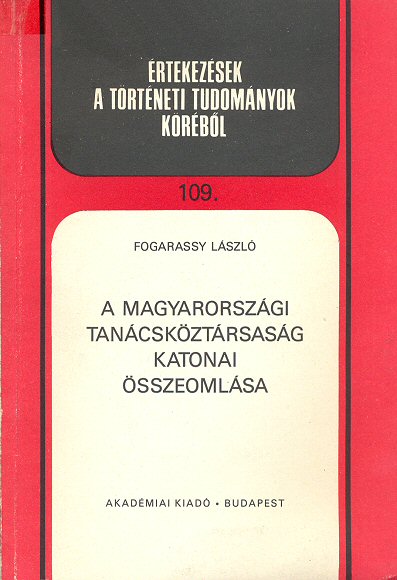 ÉRTEKEZÉSEK
A TÖRTÉNETI TUDOMÁNYOK
KÖRÉBŐL
109.
FOGARASSY LÁSZLÓ
A MAGYARORSZÁGI
TANÁCSKÖZTÁRSASÁG
KATONAI
ÖSSZEOMLÁSA
AKADÉMIAI KIADÓ • BUDAPEST